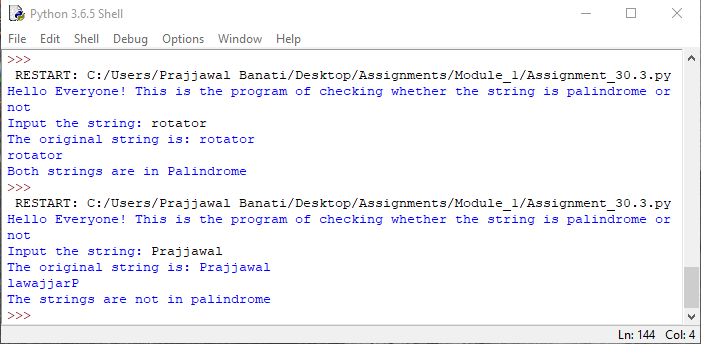 Python 3.6.5 Shell
File Edit Shell Debug Options Window Help
>>>
RESTART: C:/Users/Prajjawal Banati/Desktop/Assignments/Module_1/Assignment_30.3.py
Hello Everyone! This is the program of checking whether the string is palindrome or
not
Input the string: rotator
The original string is: rotator
rotator
Both strings are in Palindrome
>>>
RESTART: C:/Users/Prajjawal Banati/Desktop/Assignments/Module_1/Assignment_30.3.py
Hello Everyone! This is the program of checking whether the string is palindrome or
not
Input the string: Prajjawal
The original string is: Prajjawal
lawajjarP
The strings are not in palindrome
>>>
Ln: 144 Col: 4